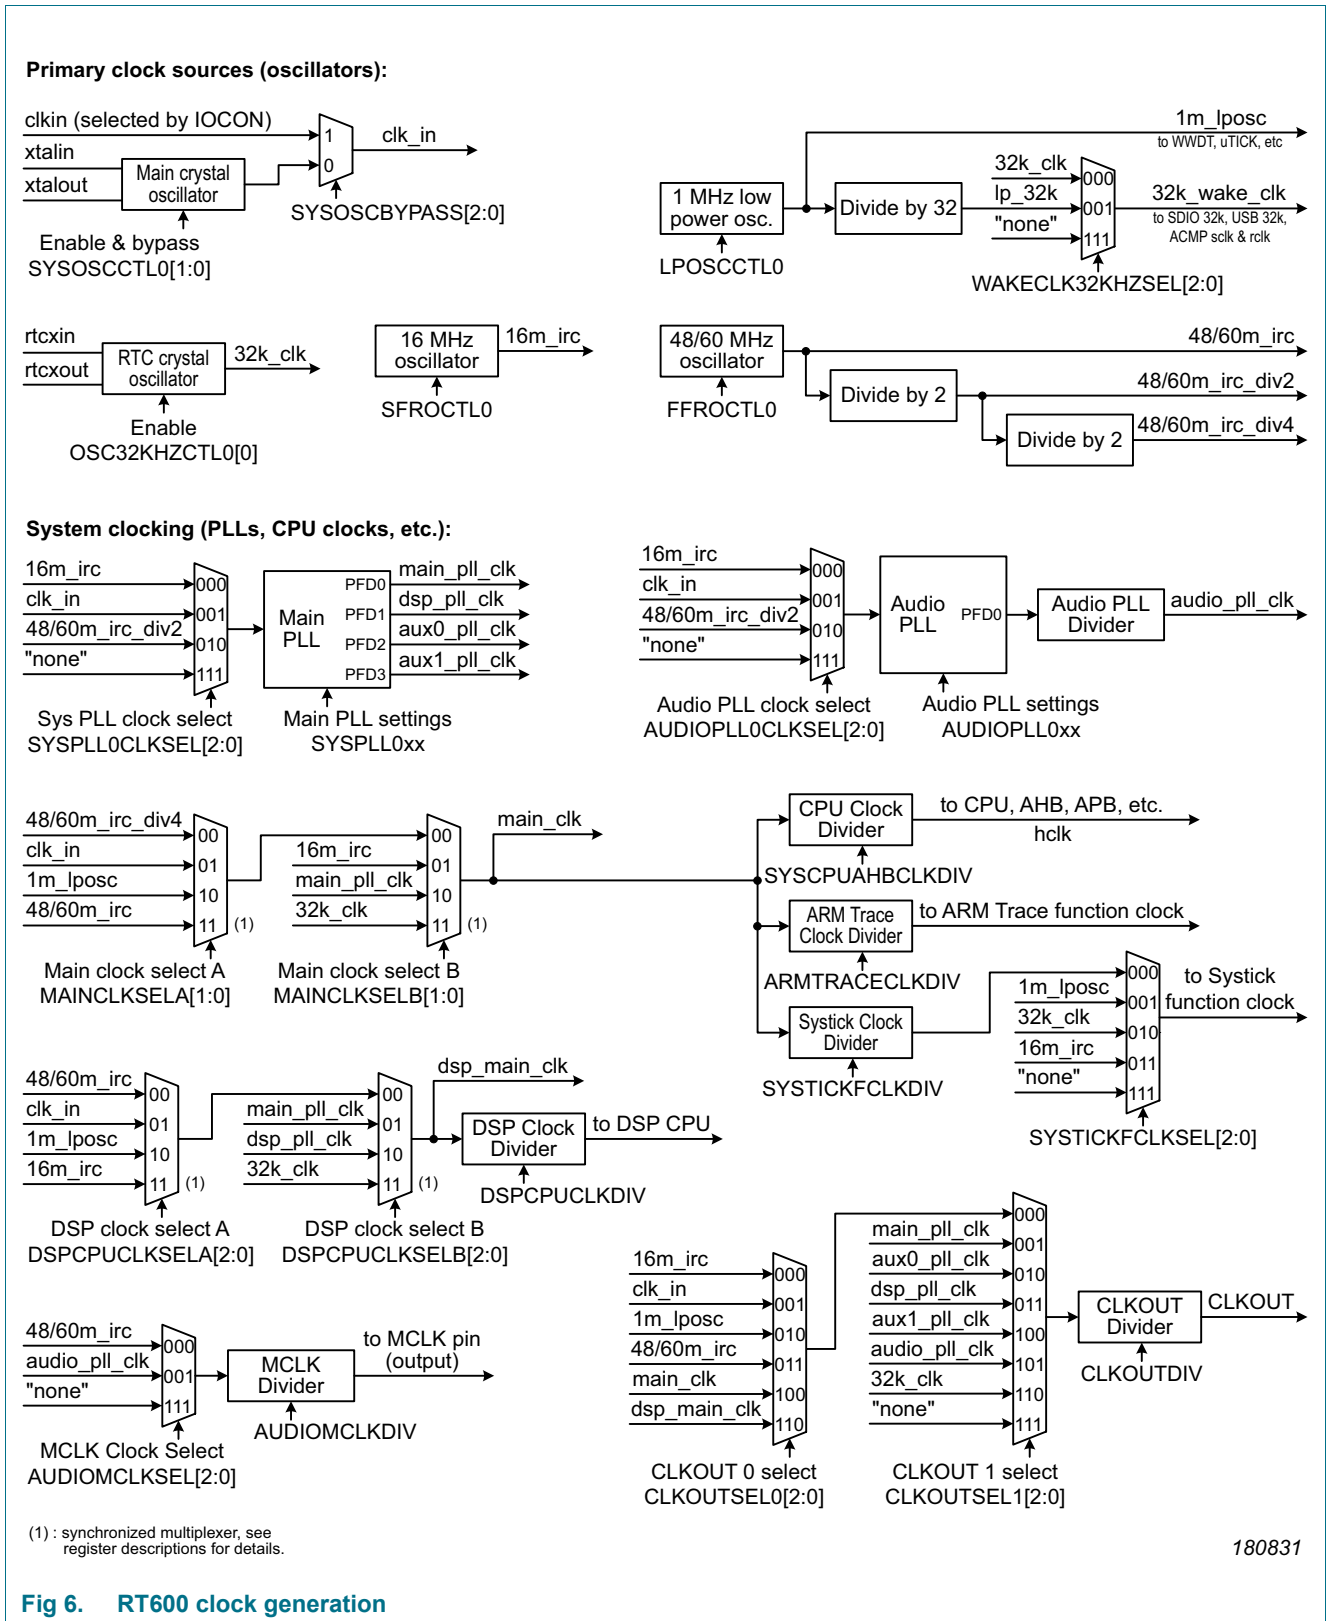 Primary clock sources (oscillators):
clkin (selected by IOCON)
xtalin
xtalout
Main crystal
oscillator
1
0
clk_in
SYSOSCBYPASS[2:0]
Enable & bypass
SYSOSCCTL0[1:0]
1 MHz low
power osc.
LPOSCCTL0
Divide by 32
1m_lposc
to WWDT, uTICK, etc
32k_clk
lp_32k
"none"
000
001
111
32k_wake_clk
to SDIO 32k, USB 32k,
ACMP sclk & rclk
WAKECLK32KHZSEL[2:0]
rtcxin
rtcxout
RTC crystal
oscillator
32k_clk
Enable
OSC32KHZCTL0[0]
16 MHz
oscillator
16m_irc
SFROCTL0
48/60 MHz
oscillator
FFROCTL0
48/60m_irc
Divide by 2
48/60m_irc_div2
Divide by 2
48/60m_irc_div4
System clocking (PLLs, CPU clocks, etc.):
16m_irc
clk_in
48/60m_irc_div2
"none"
000
001
010
111
Main
PLL
PFD0
PFD1
PFD2
PFD3
main_pll_clk
dsp_pll_clk
aux0_pll_clk
aux1_pll_clk
Sys PLL clock select
SYSPLL0CLKSEL[2:0]
Main PLL settings
SYSPLL0xx
16m_irc
clk_in
48/60m_irc_div2
"none"
000
001
010
111
Audio
PLL
PFD0
Audio PLL
Divider
audio_pll_clk
Audio PLL clock select
AUDIOPLL0CLKSEL[2:0]
Audio PLL settings
AUDIOPLL0xx
48/60m_irc_div4
clk_in
1m_lposc
48/60m_irc
00
01
10
11
(1)
Main clock select A
MAINCLKSELA[1:0]
16m_irc
main_pll_clk
32k_clk
00
01
10
11
(1)
Main clock select B
MAINCLKSELB[1:0]
main_clk
CPU Clock
Divider
to CPU, AHB, APB, etc.
hclk
SYSCPUAHBCLKDIV
ARM Trace
Clock Divider
to ARM Trace function clock
ARMTRACECLKDIV
Systick Clock
Divider
SYSTICKFCLKDIV
1m_lposc
32k_clk
16m_irc
"none"
000
001
010
011
111
to Systick
function clock
SYSTICKFCLKSEL[2:0]
48/60m_irc
clk_in
1m_lposc
16m_irc
00
01
10
11
(1)
DSP clock select A
DSPCPUCLKSELA[2:0]
main_pll_clk
dsp_pll_clk
32k_clk
00
01
10
11
(1)
DSP clock select B
DSPCPUCLKSELB[2:0]
dsp_main_clk
DSP Clock
Divider
to DSP CPU
DSPCPUCLKDIV
48/60m_irc
audio_pll_clk
"none"
000
001
111
MCLK
Divider
to MCLK pin
(output)
AUDIOMCLKDIV
MCLK Clock Select
AUDIOMCLKSEL[2:0]
16m_irc
clk_in
1m_lposc
48/60m_irc
main_clk
dsp_main_clk
000
001
010
011
100
110
CLKOUT 0 select
CLKOUTSEL0[2:0]
main_pll_clk
aux0_pll_clk
dsp_pll_clk
aux1_pll_clk
audio_pll_clk
32k_clk
"none"
000
001
010
011
100
101
110
111
CLKOUT 1 select
CLKOUTSEL1[2:0]
CLKOUT
Divider
CLKOUT
CLKOUTDIV
(1) : synchronized multiplexer, see
register descriptions for details.
180831
Fig 6. RT600 clock generation